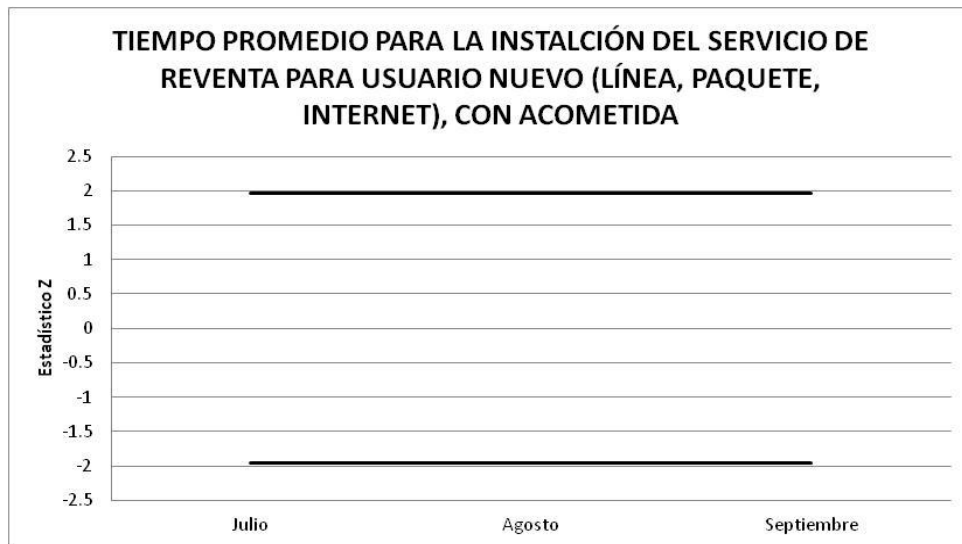 TIEMPO PROMEDIO PARA LA INSTALCIÓN DEL SERVICIO DE
REVENTA PARA USUARIO NUEVO (LÍNEA, PAQUETE,
INTERNET), CON ACOMETIDA
Estadístico Z
2.5
2
1.5
1
0.5
0
-0.5
-1
-1.5
-2
-2.5
Julio Agosto Septiembre